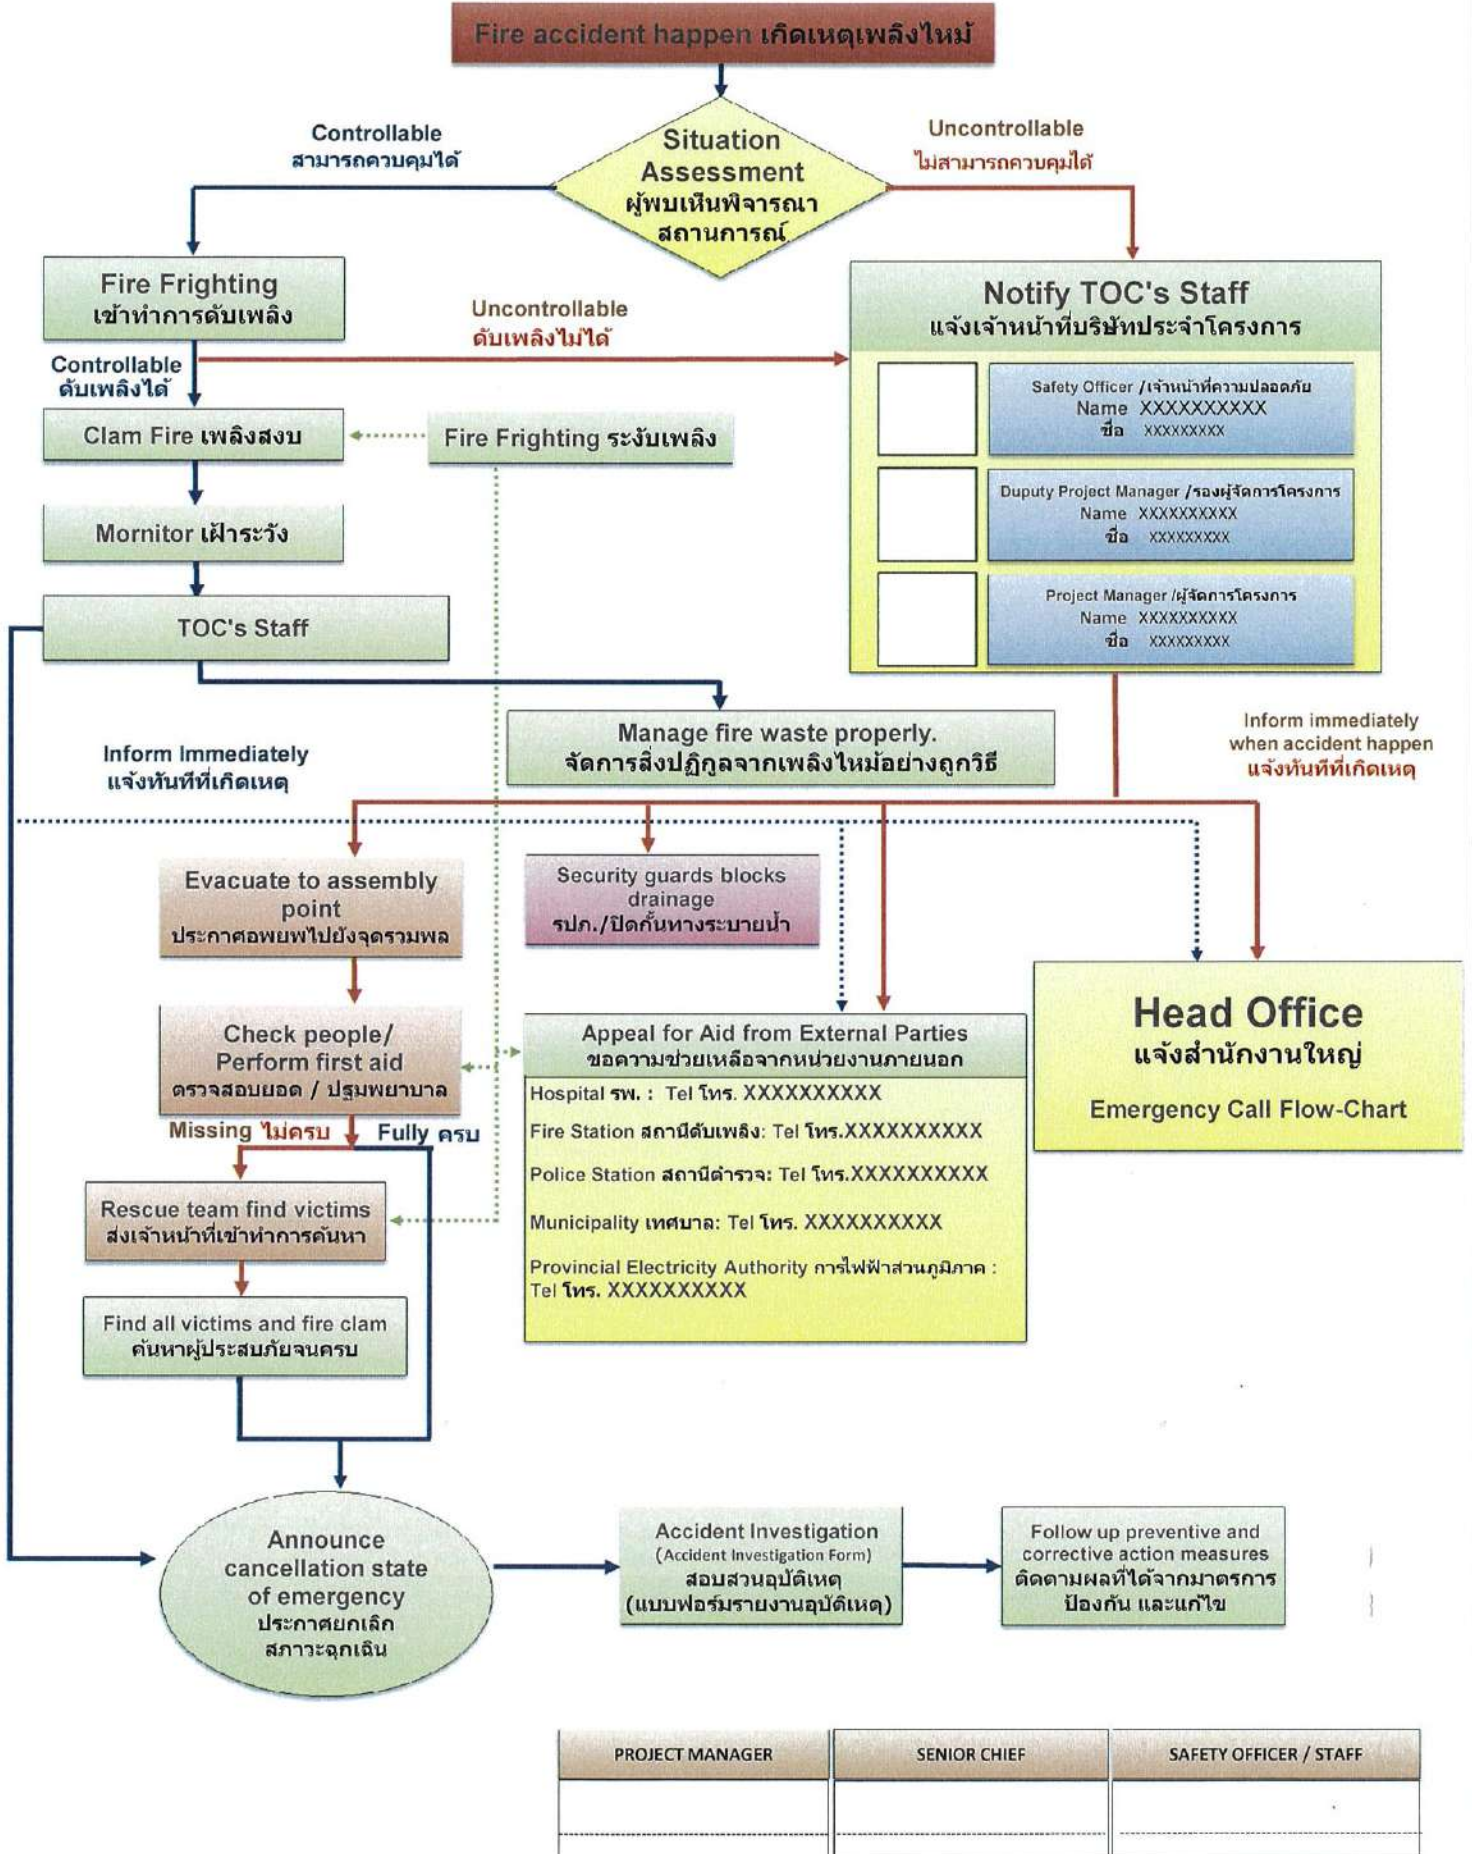 Fire accident happen เกิดเหตุเพลิงไหม้
Controllable
สามารถควบคุมได้
Situation
Assessment
ผู้พบเห็นพิจารณา
สถานการณ์
Uncontrollable
ไม่สามารถควบคุมได้
Fire Frighting
เข้าทำการดับเพลิง
Uncontrollable
ดับเพลิงไม่ได้
Notify TOC's Staff
แจ้งเจ้าหน้าที่บริษัทประจำโครงการ
Controllable
ดับเพลิงได้
Safety Officer /เจ้าหน้าที่ความปลอดภัย
Name XXXXXXXXXX
ชื่อ XXXXXXXXX
Clam Fire เพลิงสงบ
Fire Frighting ระงับเพลิง
Duputy Project Manager /รองผู้จัดการโครงการ
Name XXXXXXXXXX
ชื่อ XXXXXXXXX
Mornitor เฝ้าระวัง
Project Manager /ผู้จัดการโครงการ
Name XXXXXXXXXX
ชื่อ XXXXXXXXX
TOC's Staff
Manage fire waste properly.
จัดการสิ่งปฏิกูลจากเพลิงไหม้อย่างถูกวิธี
Inform Immediately
แจ้งทันทีที่เกิดเหตุ
Inform immediately
when accident happen
แจ้งทันทีที่เกิดเหตุ
Evacuate to assembly
point
ประกาศอพยพไปยังจุดรวมพล
Security guards blocks
drainage
รปภ./ปิดกั้นทางระบายน้ำ
Check people/
Perform first aid
ตรวจสอบยอด / ปฐมพยาบาล
Appeal for Aid from External Parties
ขอความช่วยเหลือจากหน่วยงานภายนอก
Hospital รพ. : Tel โทร. XXXXXXXXXX
Fire Station สถานีดับเพลิง: Tel โทร.XXXXXXXXXX
Police Station สถานีตำรวจ: Tel โทร.XXXXXXXXXX
Municipality เทศบาล: Tel โทร. XXXXXXXXXX
Provincial Electricity Authority การไฟฟ้าส่วนภูมิภาค :
Tel โทร. XXXXXXXXXX
Head Office
แจ้งสำนักงานใหญ่
Emergency Call Flow-Chart
Missing ไม่ครบ
Fully ครบ
Rescue team find victims
ส่งเจ้าหน้าที่เข้าทำการค้นหา
Find all victims and fire clam
ค้นหาผู้ประสบภัยจนครบ
Announce
cancellation state
of emergency
ประกาศยกเลิก
สภาวะฉุกเฉิน
Accident Investigation
(Accident Investigation Form)
สอบสวนอุบัติเหตุ
(แบบฟอร์มรายงานอุบัติเหตุ)
Follow up preventive and
corrective action measures
ติดตามผลที่ได้จากมาตรการ
ป้องกัน และแก้ไข
PROJECT MANAGER
SENIOR CHIEF
SAFETY OFFICER / STAFF